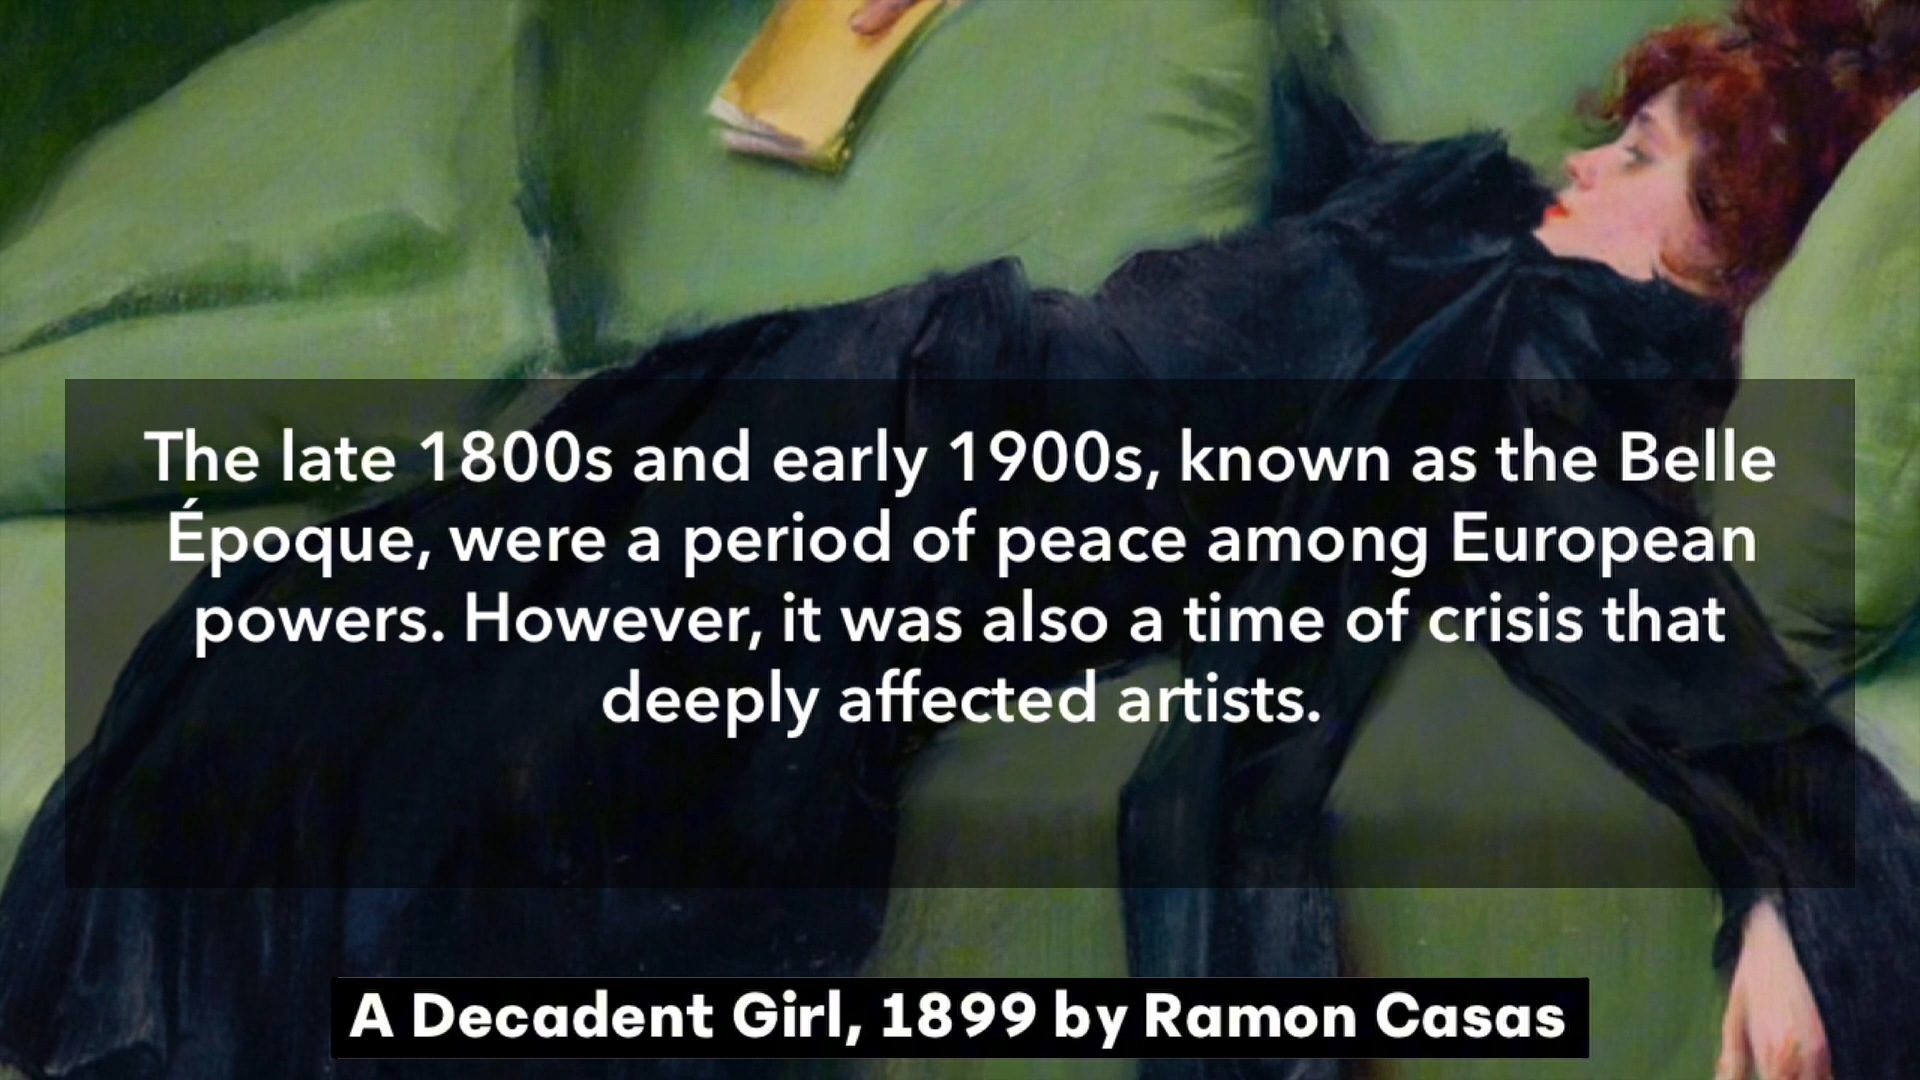 The late 1800s and early 1900s, known as the Belle
Époque, were a period of peace among European
powers. However, it was also a time of crisis that
deeply affected artists.
A Decadent Girl, 1899 by Ramon Casas